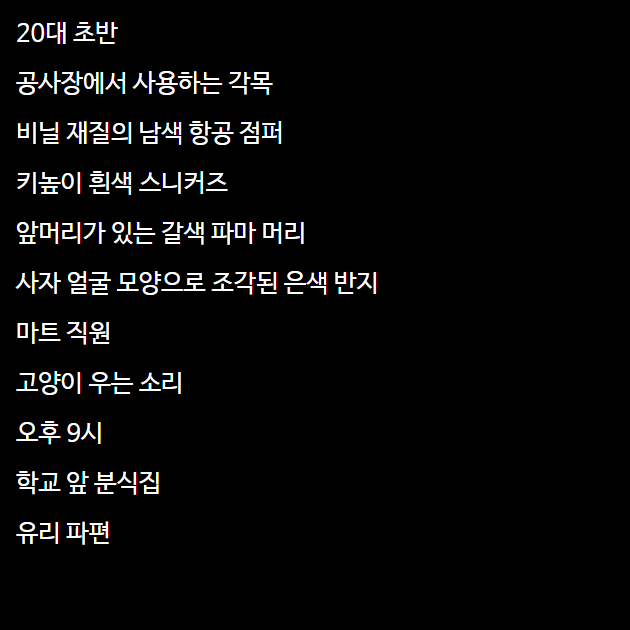 20대 초반
공사장에서 사용하는 각목
비닐 재질의 남색 항공 점퍼
키높이 흰색 스니커즈
앞머리가 있는 갈색 파마 머리
사자 얼굴 모양으로 조각된 은색 반지
마트 직원
고양이 우는 소리
오후 9시
학교 앞 분식집
유리 파편